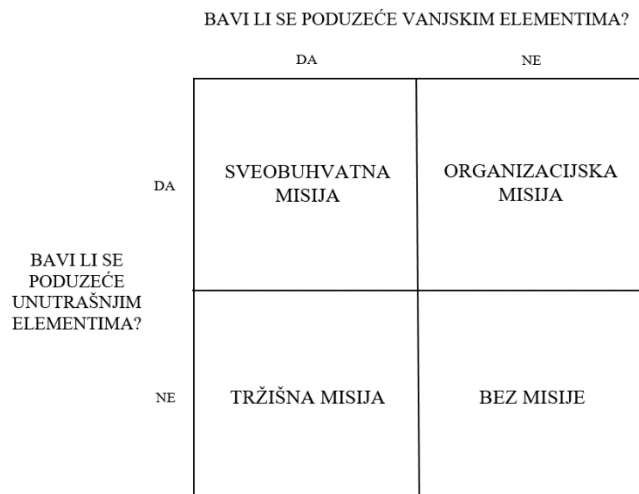 BAVI LI SE PODUZEĆE VANJSKIM ELEMENTIMA?
DA
NE
DA
SVEOBUHVATNA
MISIJA
ORGANIZACIJSKA
MISIJA
BAVI LI SE
PODUZEĆE
UNUTRAŠNJIM
ELEMENTIMA?
NE
TRŽIŠNA MISIJA
BEZ MISIJE